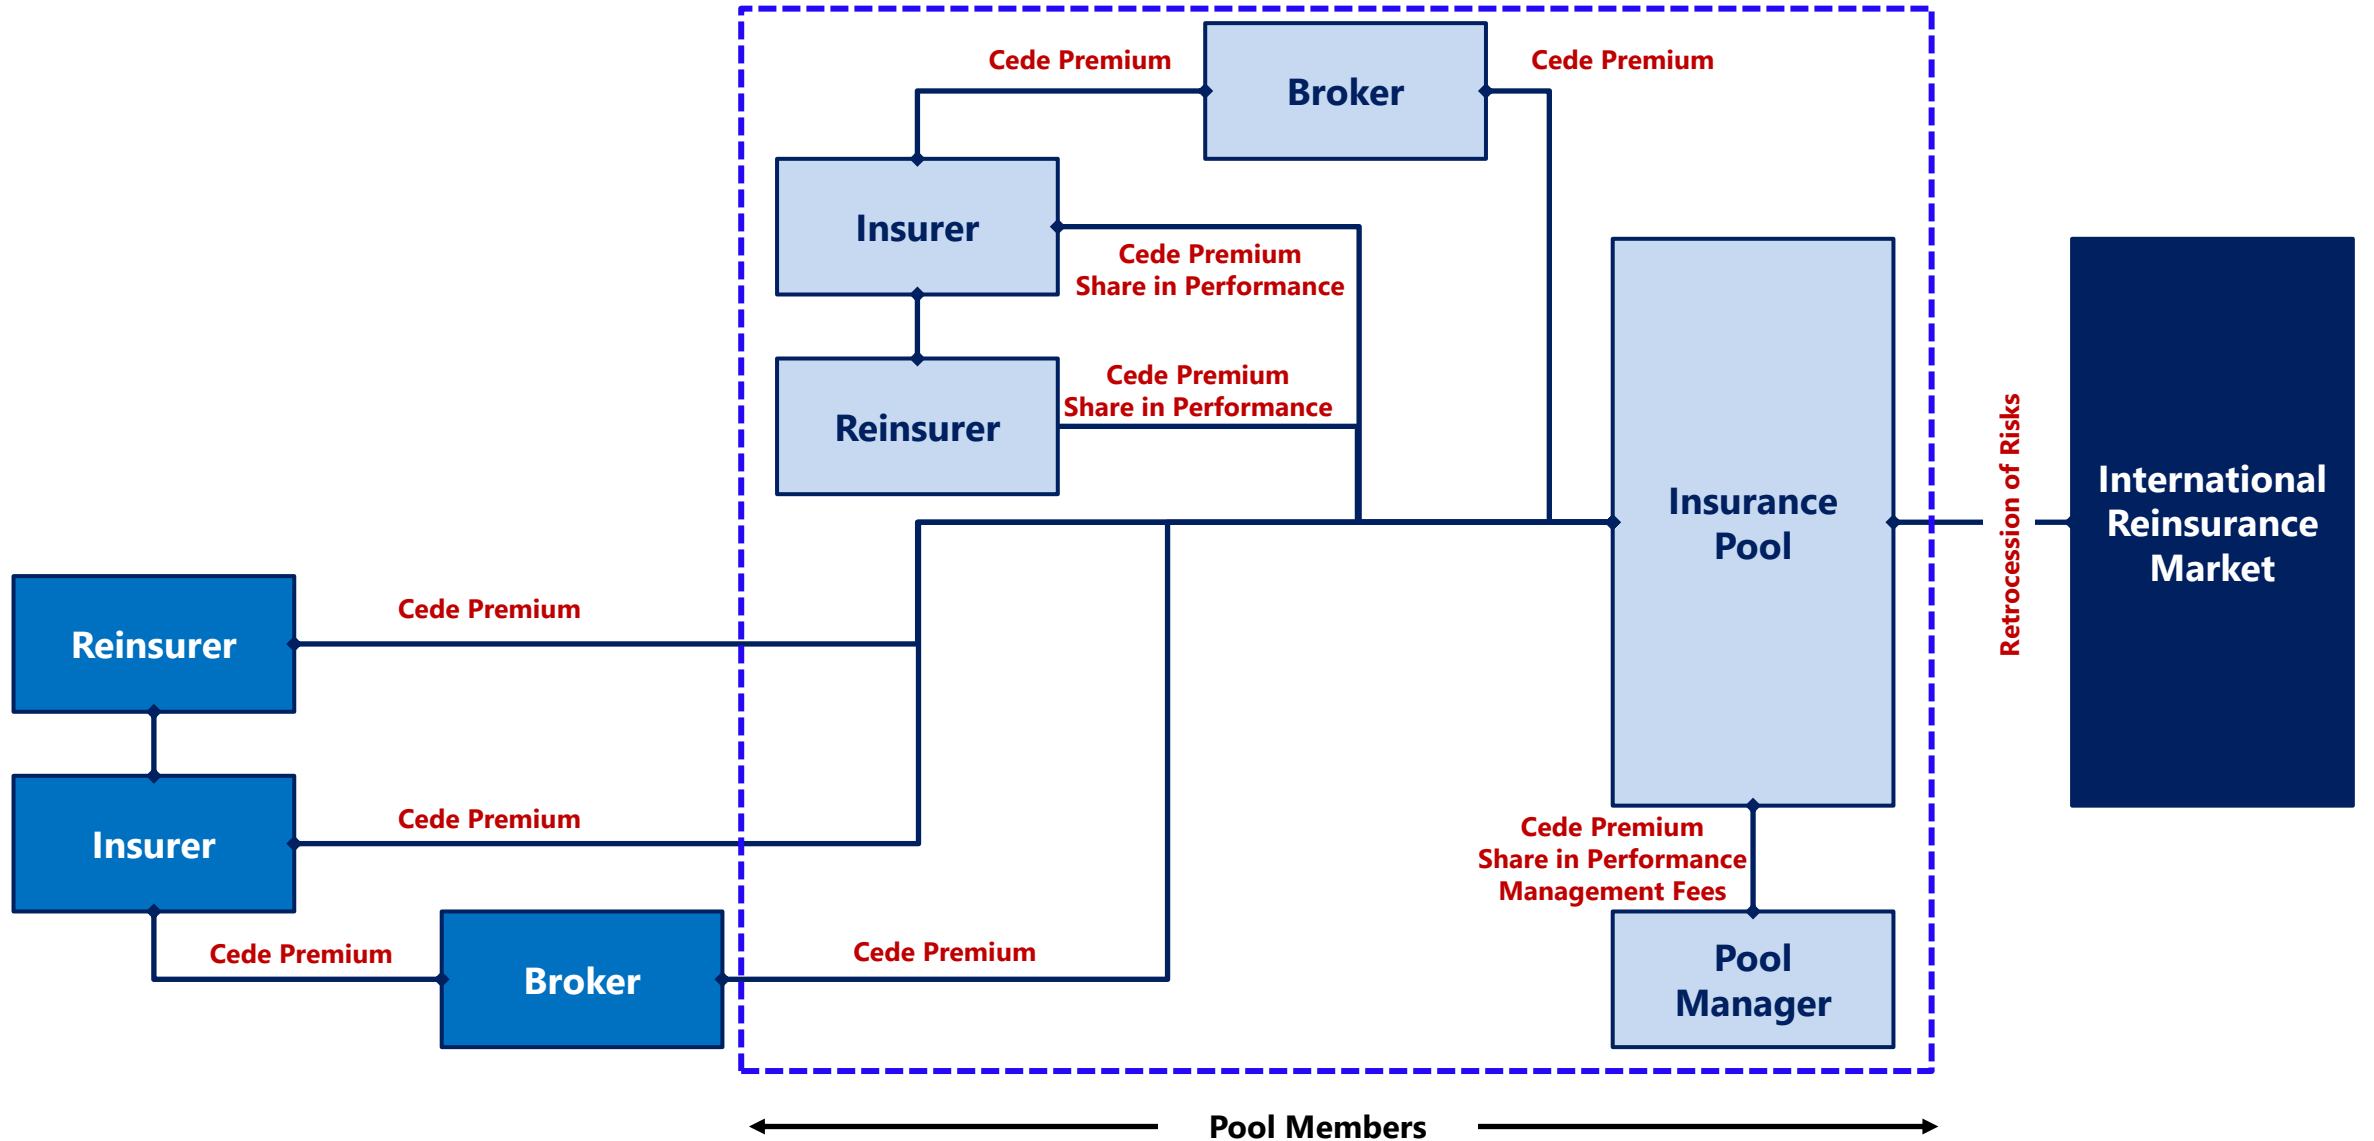 Cede Premium
Broker
Cede Premium
Insurer
Cede Premium
Share in Performance
Cede Premium
Share in Performance
Reinsurer
Insurance
Pool
Retrocession of Risks
International
Reinsurance
Market
Reinsurer
Cede Premium
Insurer
Cede Premium
Cede Premium
Share in Performance
Management Fees
Cede Premium
Broker
Cede Premium
Pool
Manager
Pool Members